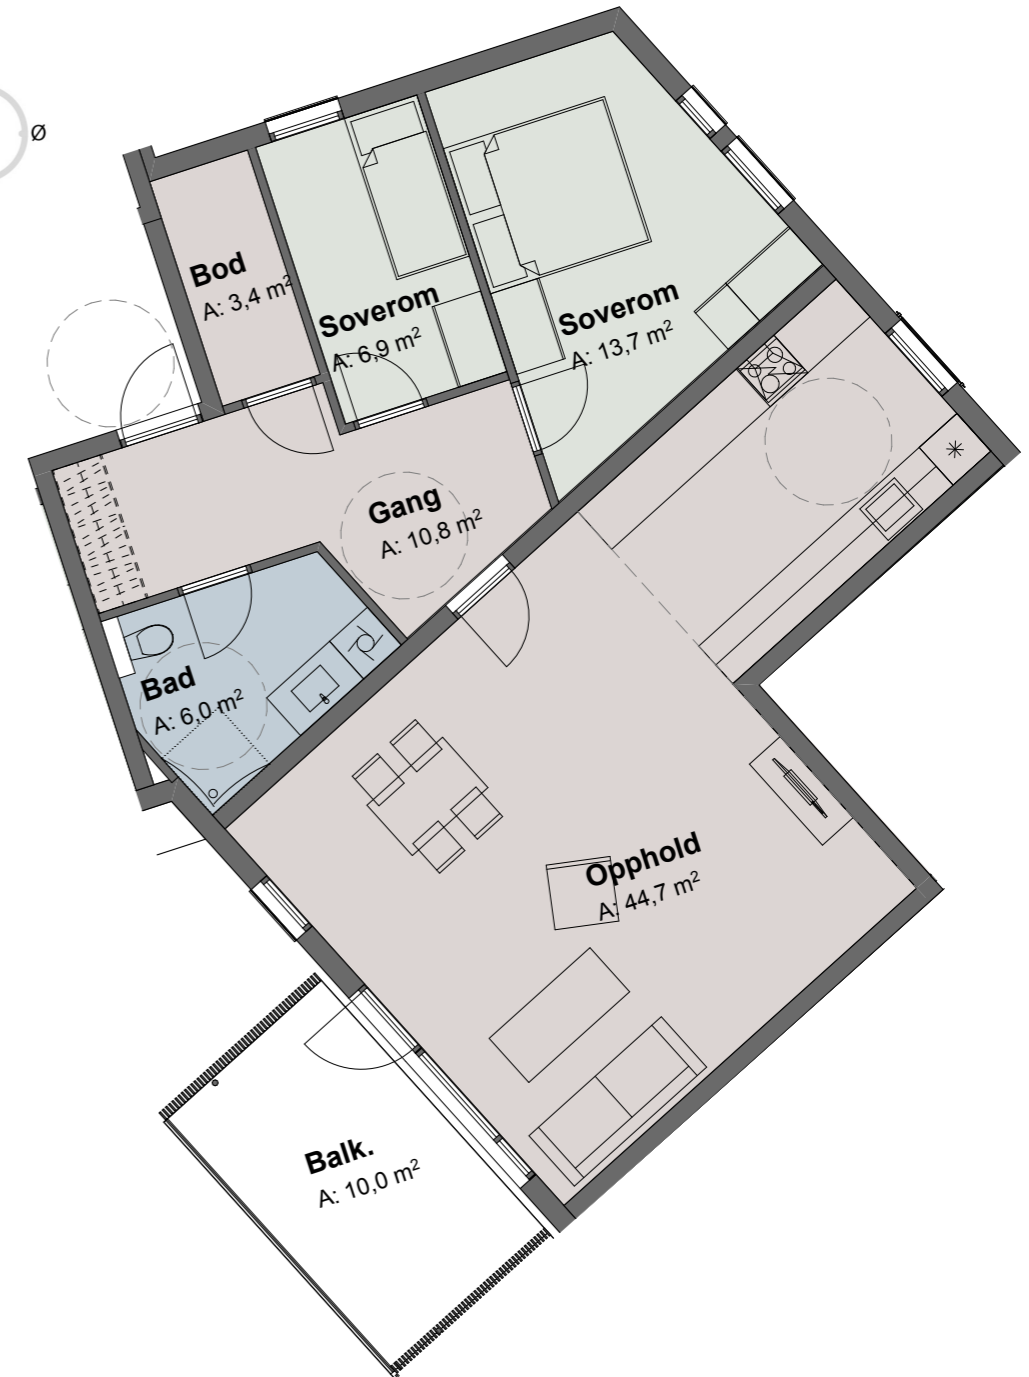 Ø
Bod
A: 3,4 m²
Soverom
A: 6,9 m²
Soverom
A: 13,7 m²
Gang
A: 10,8 m²
Bad
A: 6,0 m²
Opphold
A: 44,7 m²
Balk.
A: 10,0 m²